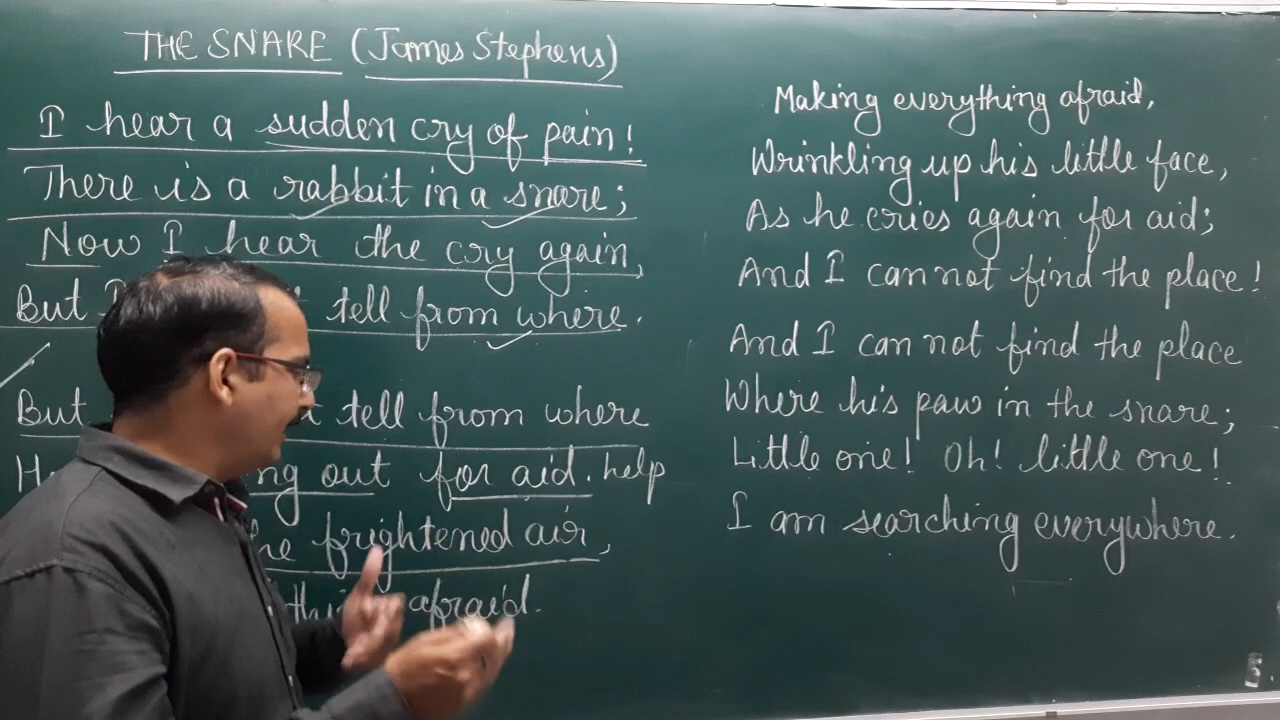 THE SNARE (James Stephens)
I hear a sudden cry of pain!
There is a rabbit in a snare;
Now I hear the cry again,
But I tell from where.
But tell from where
ng out for aid. help
he frightened air,
afraid.
Making everything afraid,
Wrinkling up his little face,
As he cries again for aid;
And I can not find the place!
And I can not find the place
Where his paw in the snare;
Little one! Oh! little one!
I am searching everywhere.